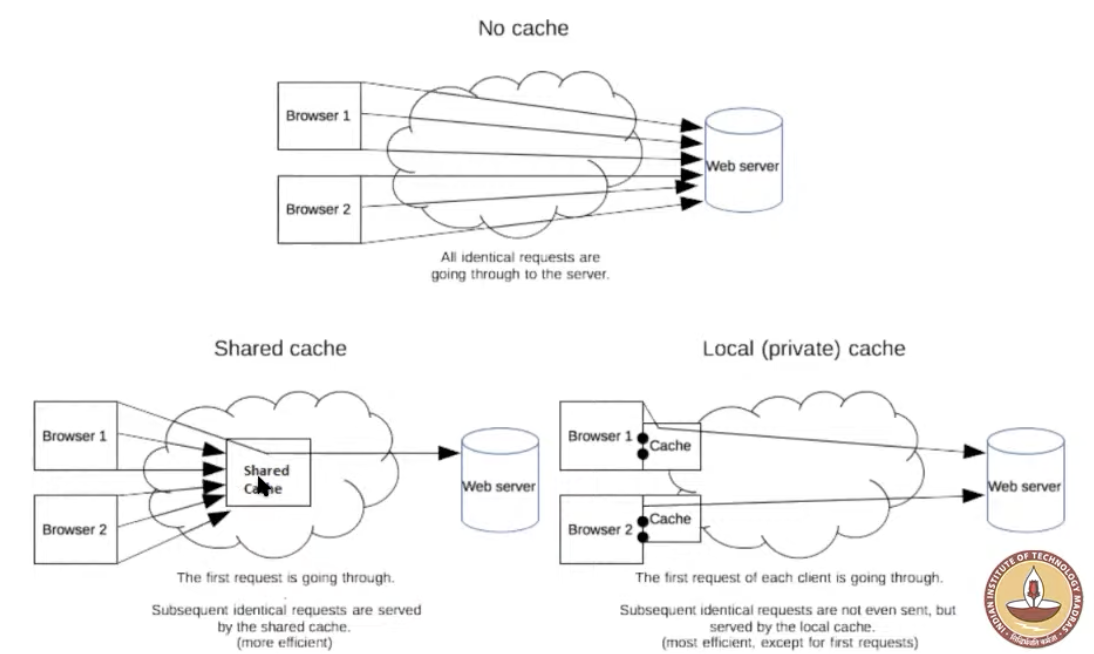 No cache
Browser 1
Browser 2
Web server
All identical requests are
going through to the server.
Shared cache
Browser 1
Browser 2
Shared
Web server
The first request is going through.
Subsequent identical requests are served
by the shared cache.
(more efficient)
Local (private) cache
Browser 1
Cache
Browser 2
Cache
Web server
The first request of each client is going through.
Subsequent identical requests are not even sent, but
served by the local cache.
(most efficient, except for first requests)
INDIAN INSTITUTE OF TECHNOLOGY MADRAS